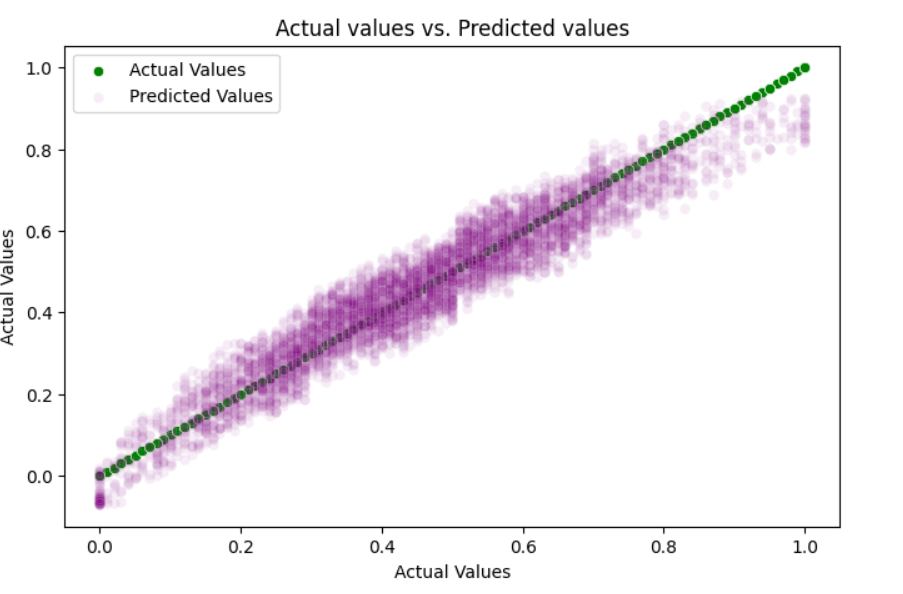 Actual values vs. Predicted values
Actual Values
Predicted Values
1.0
0.8
0.6
0.4
0.2
0.0
Actual Values
0.0 0.2 0.4 0.6 0.8 1.0
Actual Values